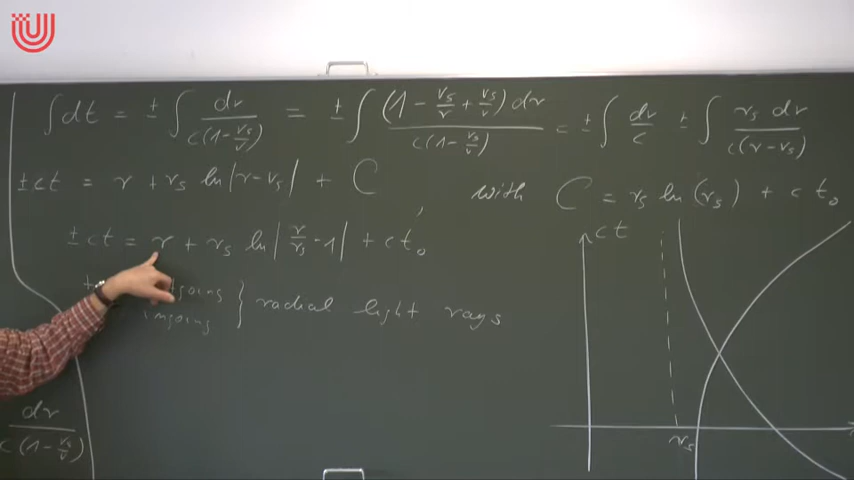 ∫dt = ± ∫ dr / c(1 - r_s/r) = ± ∫ (1 - r_s/r + r_s/r) dr / c(1 - r_s/r) = ± ∫ dr/c ± ∫ r_s dr / c(r - r_s)
±ct = r + r_s ln|r - r_s| + C , with C = r_s ln(r_s) + c t_0
±ct = r + r_s ln|r/r_s - 1| + c t_0
ingoing } radial light rays
dr / c(1 - r_s/r)
ct
r_s